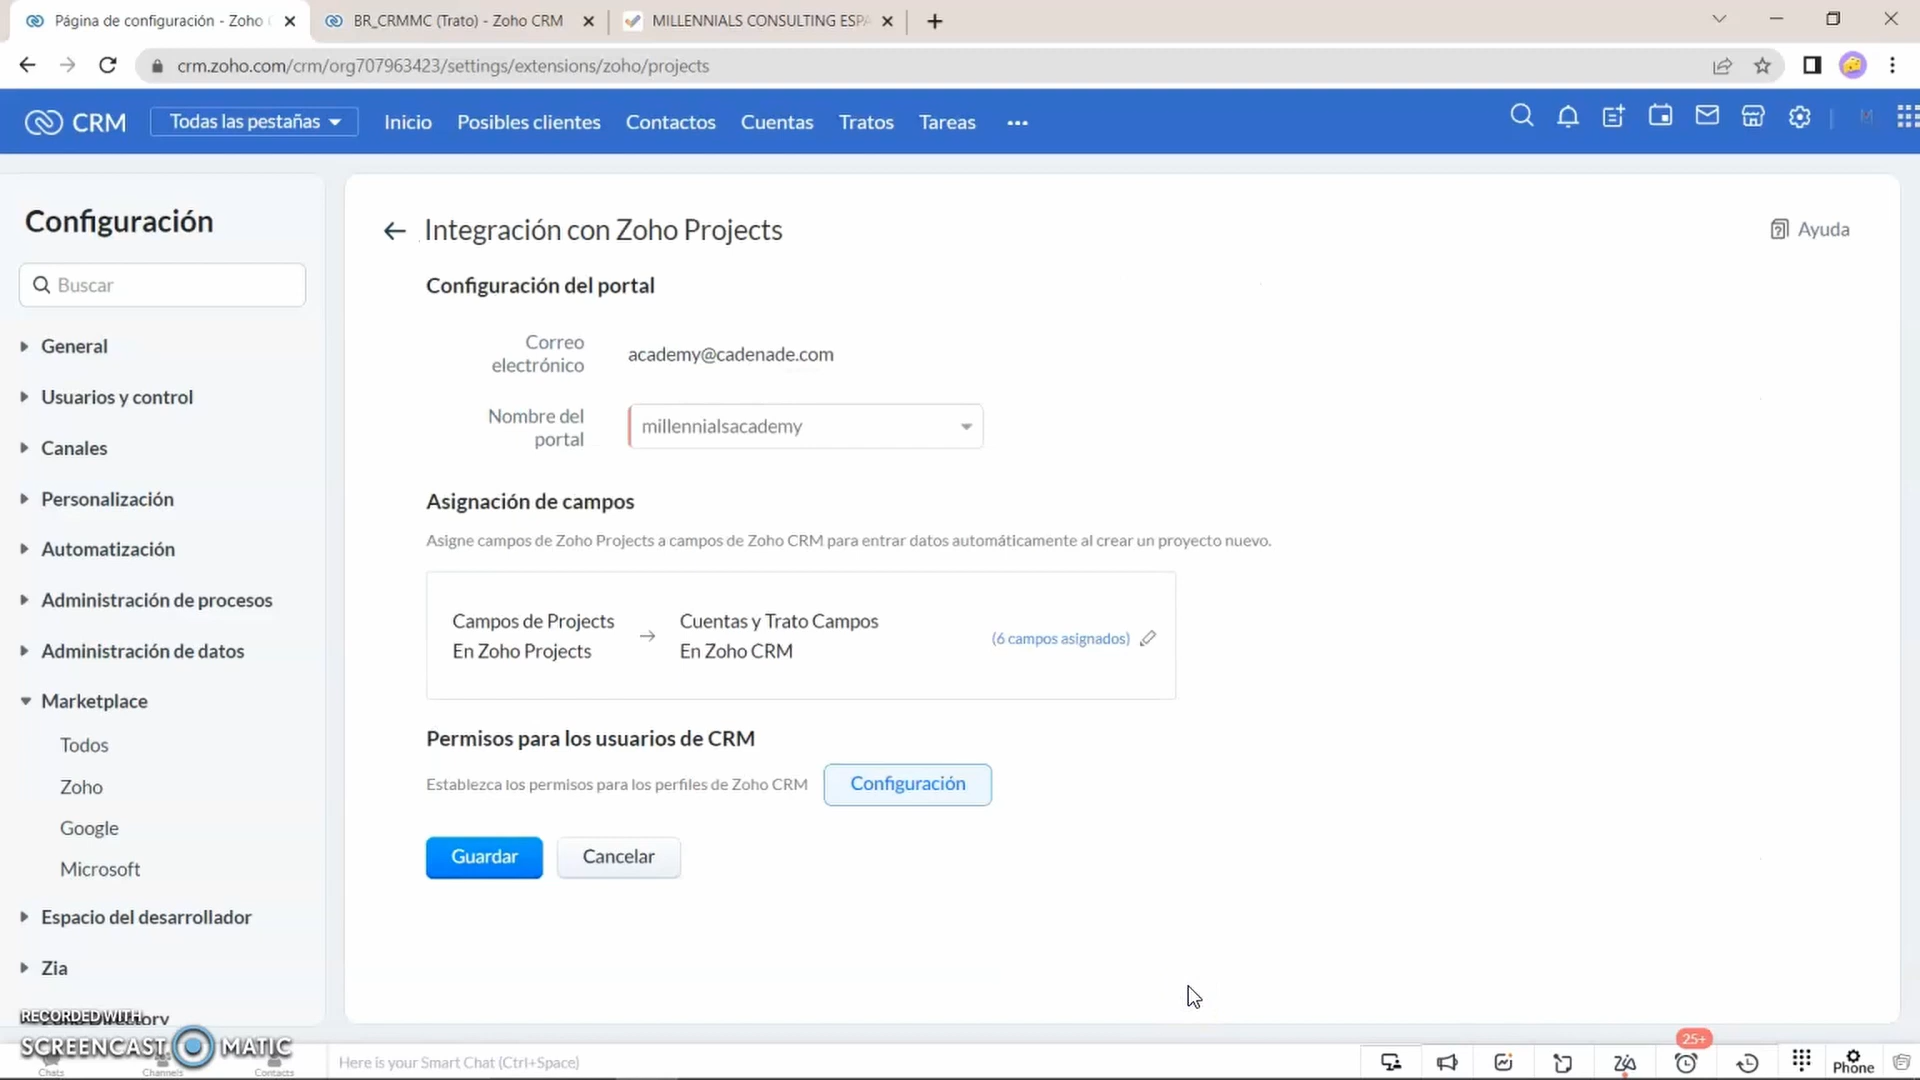 Página de configuración - Zoho
BR_CRMMC (Trato) - Zoho CRM
MILLENNIALS CONSULTING ESPA
crm.zoho.com/crm/org707963423/settings/extensions/zoho/projects
CRM
Todas las pestañas
Inicio
Posibles clientes
Contactos
Cuentas
Tratos
Tareas
Configuración
Buscar
General
Usuarios y control
Canales
Personalización
Automatización
Administración de procesos
Administración de datos
Marketplace
Todos
Zoho
Google
Microsoft
Espacio del desarrollador
Zia
Zoho Directory
Integración con Zoho Projects
Ayuda
Configuración del portal
Correo
electrónico
academy@cadenade.com
Nombre del
portal
millennialsacademy
Asignación de campos
Asigne campos de Zoho Projects a campos de Zoho CRM para entrar datos automáticamente al crear un proyecto nuevo.
Campos de Projects
En Zoho Projects
Cuentas y Trato Campos
En Zoho CRM
(6 campos asignados)
Permisos para los usuarios de CRM
Establezca los permisos para los perfiles de Zoho CRM
Configuración
Guardar
Cancelar
RECORDED WITH
SCREENCAST MATIC
Chats
Channels
Contacts
Here is your Smart Chat (Ctrl+Space)
25+
Phone